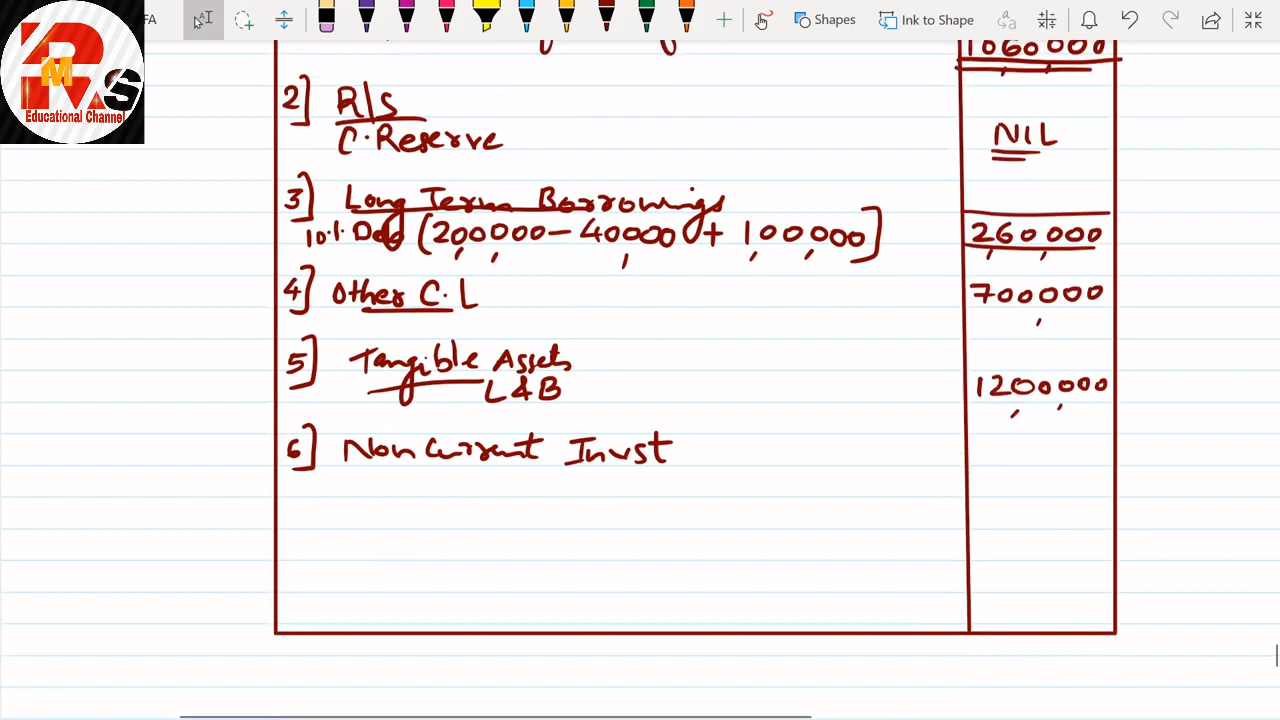 FA
Shapes
Ink to Shape
R
M
S
Educational Channel
1060000
2] R/S
C. Reserve
NIL
3] Long Term Borrowings
10% Deb (200000 - 40000 + 100000]
260000
4] Other C.L
700000
5] Tangible Assets
L & B
1200000
6] Non Current Invst